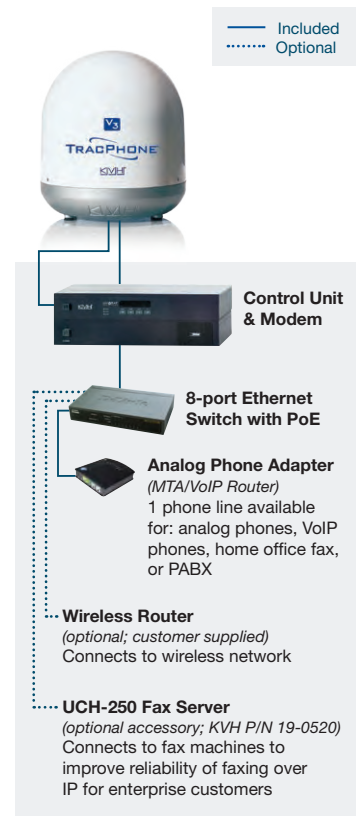 Included
Optional
V3
TRACPHONE
KVH
KVH
KVH
Control Unit
& Modem
8-port Ethernet
Switch with PoE
Analog Phone Adapter
(MTA/VoIP Router)
1 phone line available
for: analog phones, VoIP
phones, home office fax,
or PABX
Wireless Router
(optional; customer supplied)
Connects to wireless network
UCH-250 Fax Server
(optional accessory; KVH P/N 19-0520)
Connects to fax machines to
improve reliability of faxing over
IP for enterprise customers